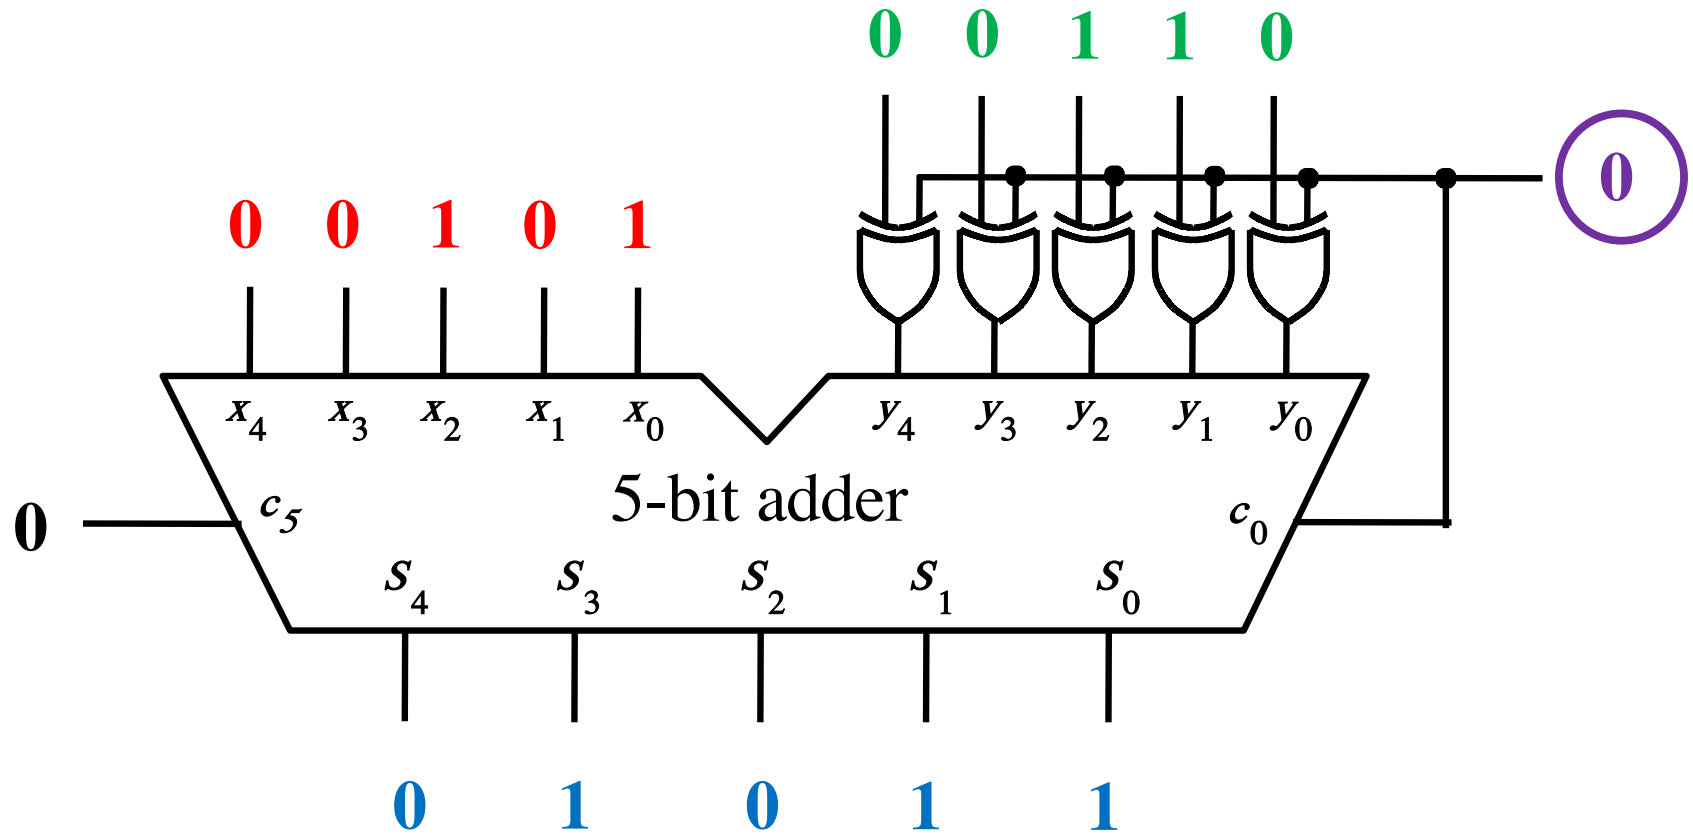 0 0 1 1 0
0
0 0 1 0 1
x4 x3 x2 x1 x0 y4 y3 y2 y1 y0
0 c5 5-bit adder c0
s4 s3 s2 s1 s0
0 1 0 1 1